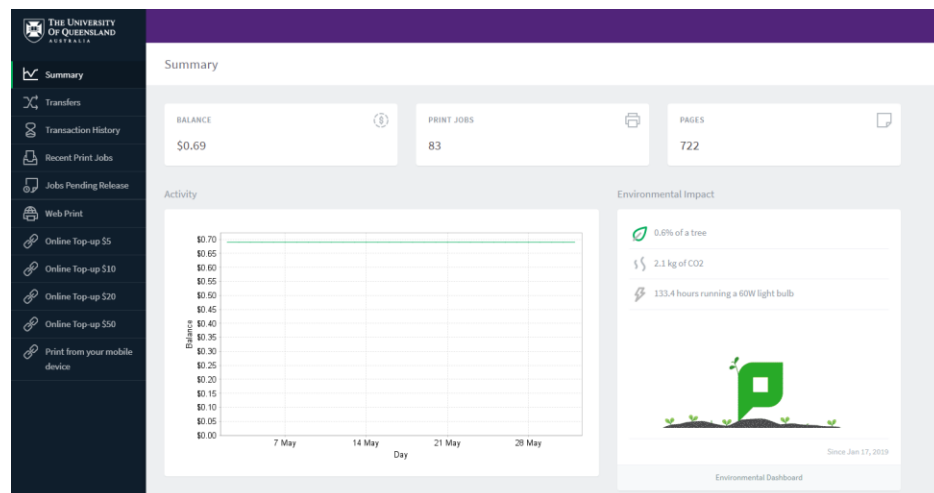 THE UNIVERSITY
OF QUEENSLAND
AUSTRALIA
Summary
Transfers
Transaction History
Recent Print Jobs
Jobs Pending Release
Web Print
Online Top-up $5
Online Top-up $10
Online Top-up $20
Online Top-up $50
Print from your mobile
device
Summary
BALANCE
$0.69
PRINT JOBS
83
PAGES
722
Activity
$0.70
$0.65
$0.60
$0.55
$0.50
$0.45
$0.40
$0.35
$0.30
$0.25
$0.20
$0.15
$0.10
$0.05
$0.00
Balance
7 May
14 May
21 May
28 May
Day
Environmental Impact
0.6% of a tree
2.1 kg of CO2
133.4 hours running a 60W light bulb
Since Jan 17, 2019
Environmental Dashboard